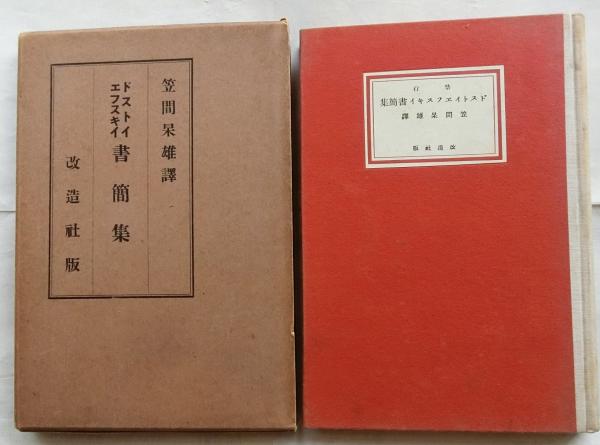 笠間杲雄譯
ドストイ
エフスキイ
書簡集
改造社版
ドストイエフスキイ書簡集
笠間杲雄譯
改造社版